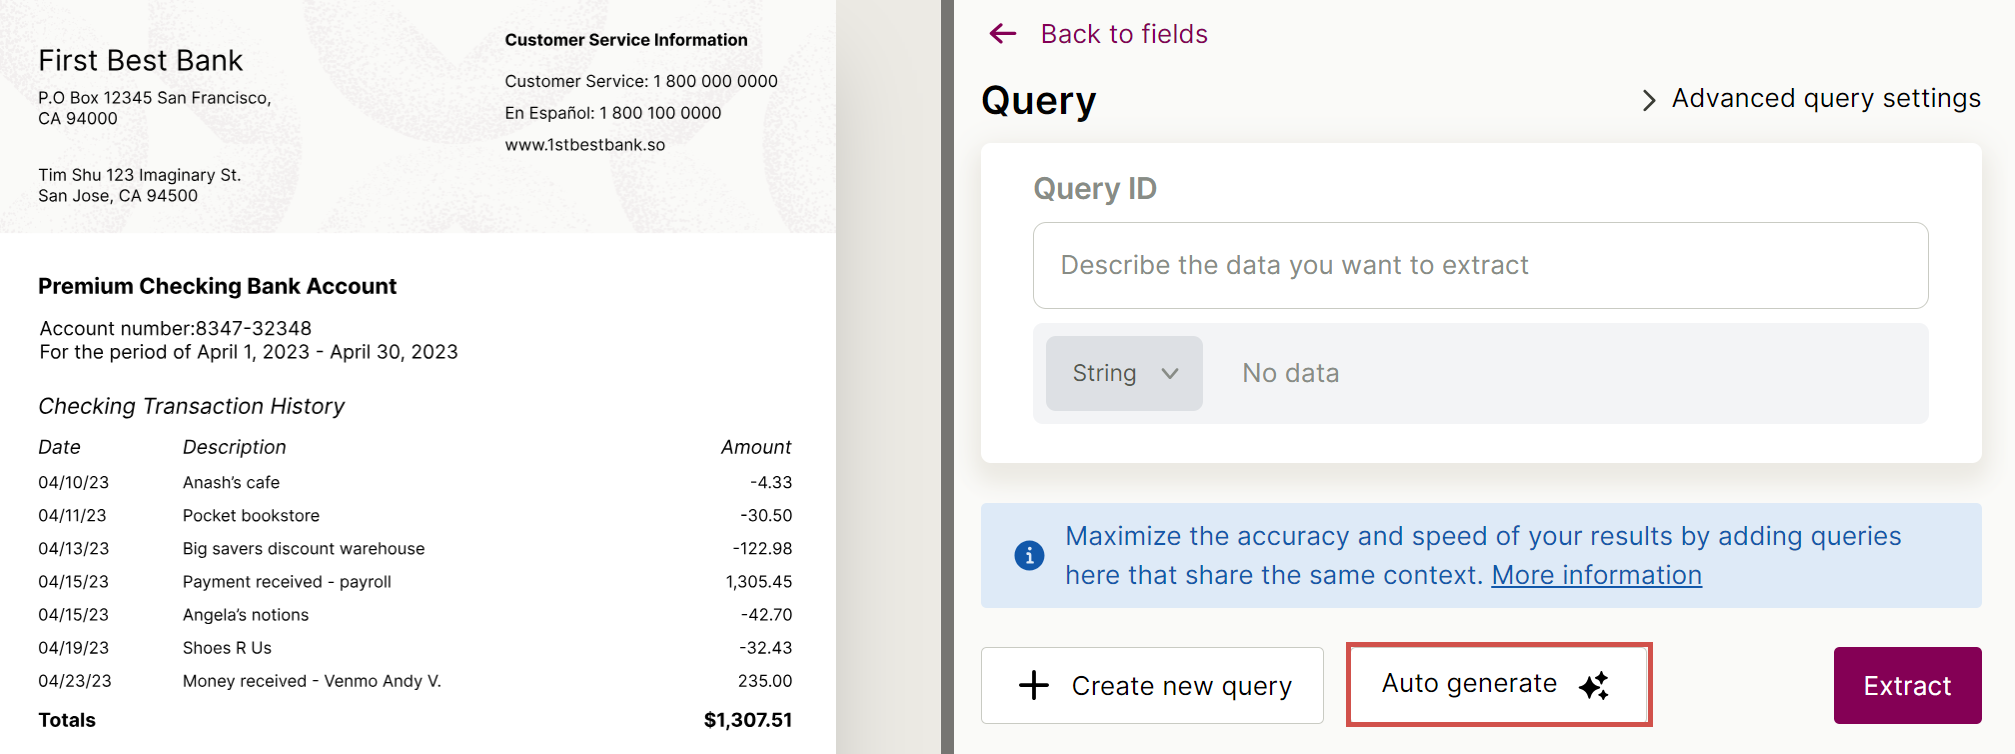 First Best Bank
P.O Box 12345 San Francisco,
CA 94000
Tim Shu 123 Imaginary St.
San Jose, CA 94500
Customer Service Information
Customer Service: 1 800 000 0000
En Español: 1 800 100 0000
www.1stbestbank.so
Premium Checking Bank Account
Account number:8347-32348
For the period of April 1, 2023 - April 30, 2023
Checking Transaction History
Date Description Amount
04/10/23 Anash's cafe -4.33
04/11/23 Pocket bookstore -30.50
04/13/23 Big savers discount warehouse -122.98
04/15/23 Payment received - payroll 1,305.45
04/15/23 Angela's notions -42.70
04/19/23 Shoes R Us -32.43
04/23/23 Money received - Venmo Andy V. 235.00
Totals $1,307.51
Back to fields
Query
Advanced query settings
Query ID
Describe the data you want to extract
String No data
Maximize the accuracy and speed of your results by adding queries
here that share the same context. More information
Create new query Auto generate Extract